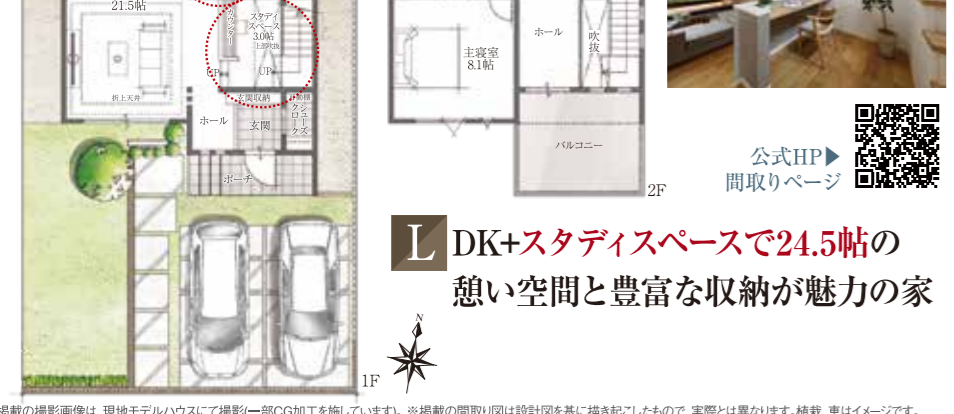 21.5帖
カウンター
スタディ
スペース
3.0帖
上部吹抜
UP
UP
折上天井
玄関収納
ホール
玄関
シューズ
クローク
ポーチ
1F
主寝室
8.1帖
ホール
吹抜
バルコニー
2F
公式HP▶
間取りページ
LDK+スタディスペースで24.5帖の
憩い空間と豊富な収納が魅力の家
N
掲載の撮影画像は、現地モデルハウスにて撮影(一部CG加工を施しています)。※掲載の間取り図は設計図を基に描き起こしたもので、実際とは異なります。植栽、車はイメージです。